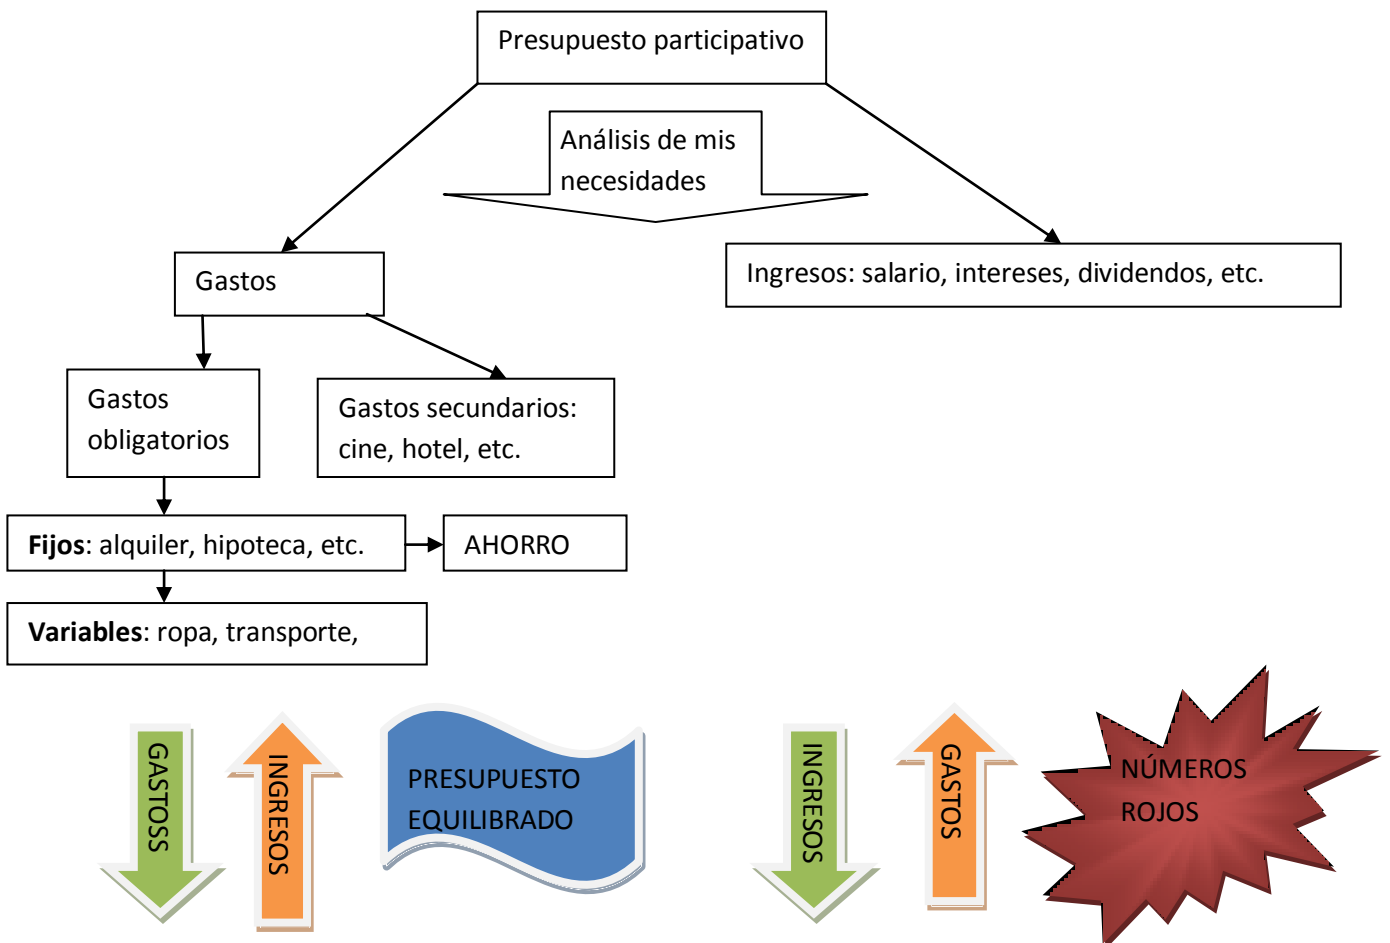 Presupuesto participativo
Análisis de mis
necesidades
Gastos
Ingresos: salario, intereses, dividendos, etc.
Gastos
obligatorios
Gastos secundarios:
cine, hotel, etc.
Fijos: alquiler, hipoteca, etc.
AHORRO
Variables: ropa, transporte,
GASTOSS
INGRESOS
PRESUPUESTO
EQUILIBRADO
INGRESOS
GASTOS
NÚMEROS
ROJOS